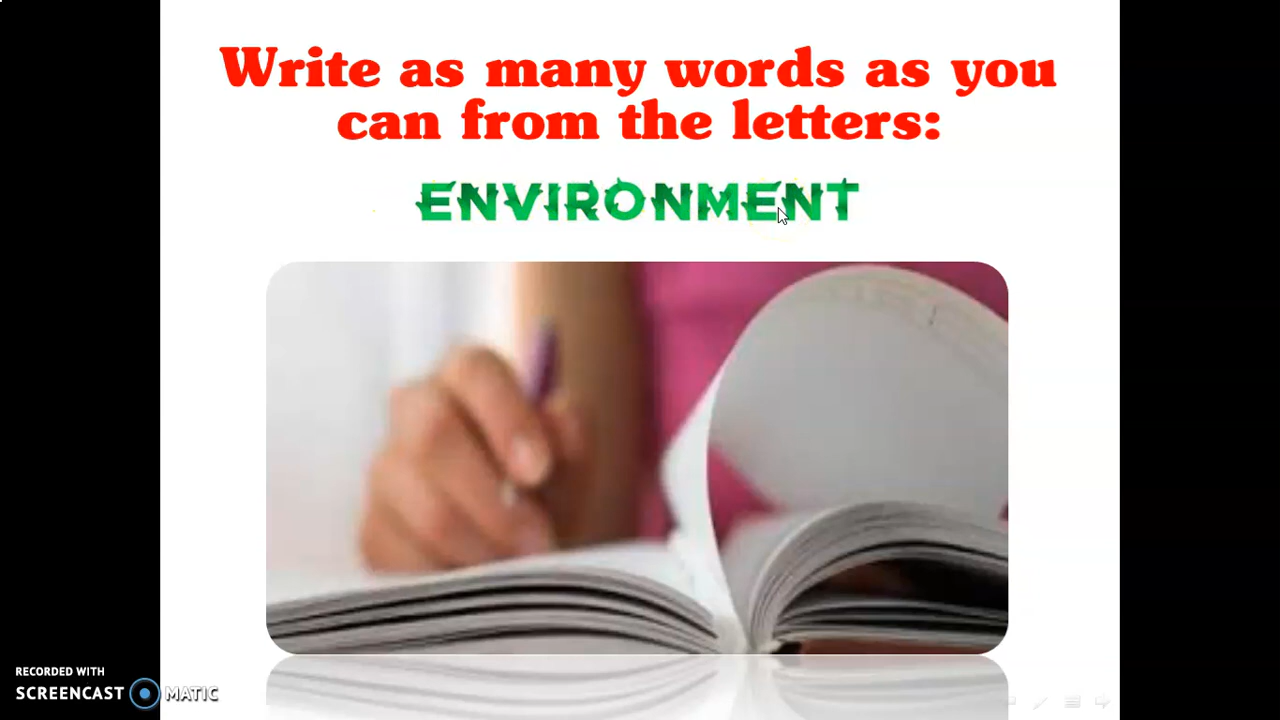 Write as many words as you
can from the letters:
ENVIRONMENT
RECORDED WITH
SCREENCAST MATIC